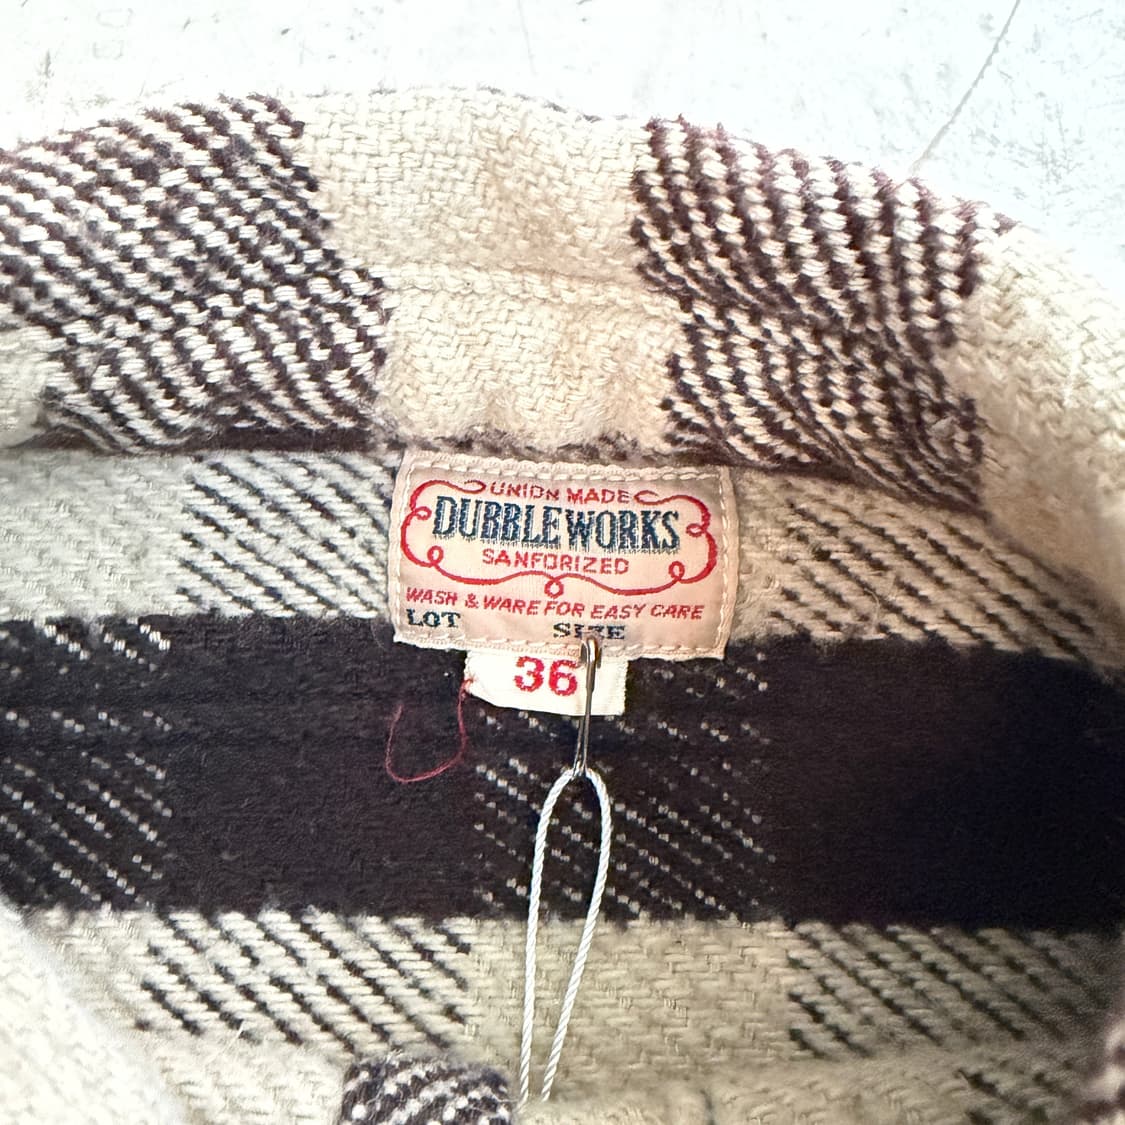 UNION MADE
DUBBLEWORKS
SANFORIZED
WASH & WARE FOR EASY CARE
LOT SIZE
36